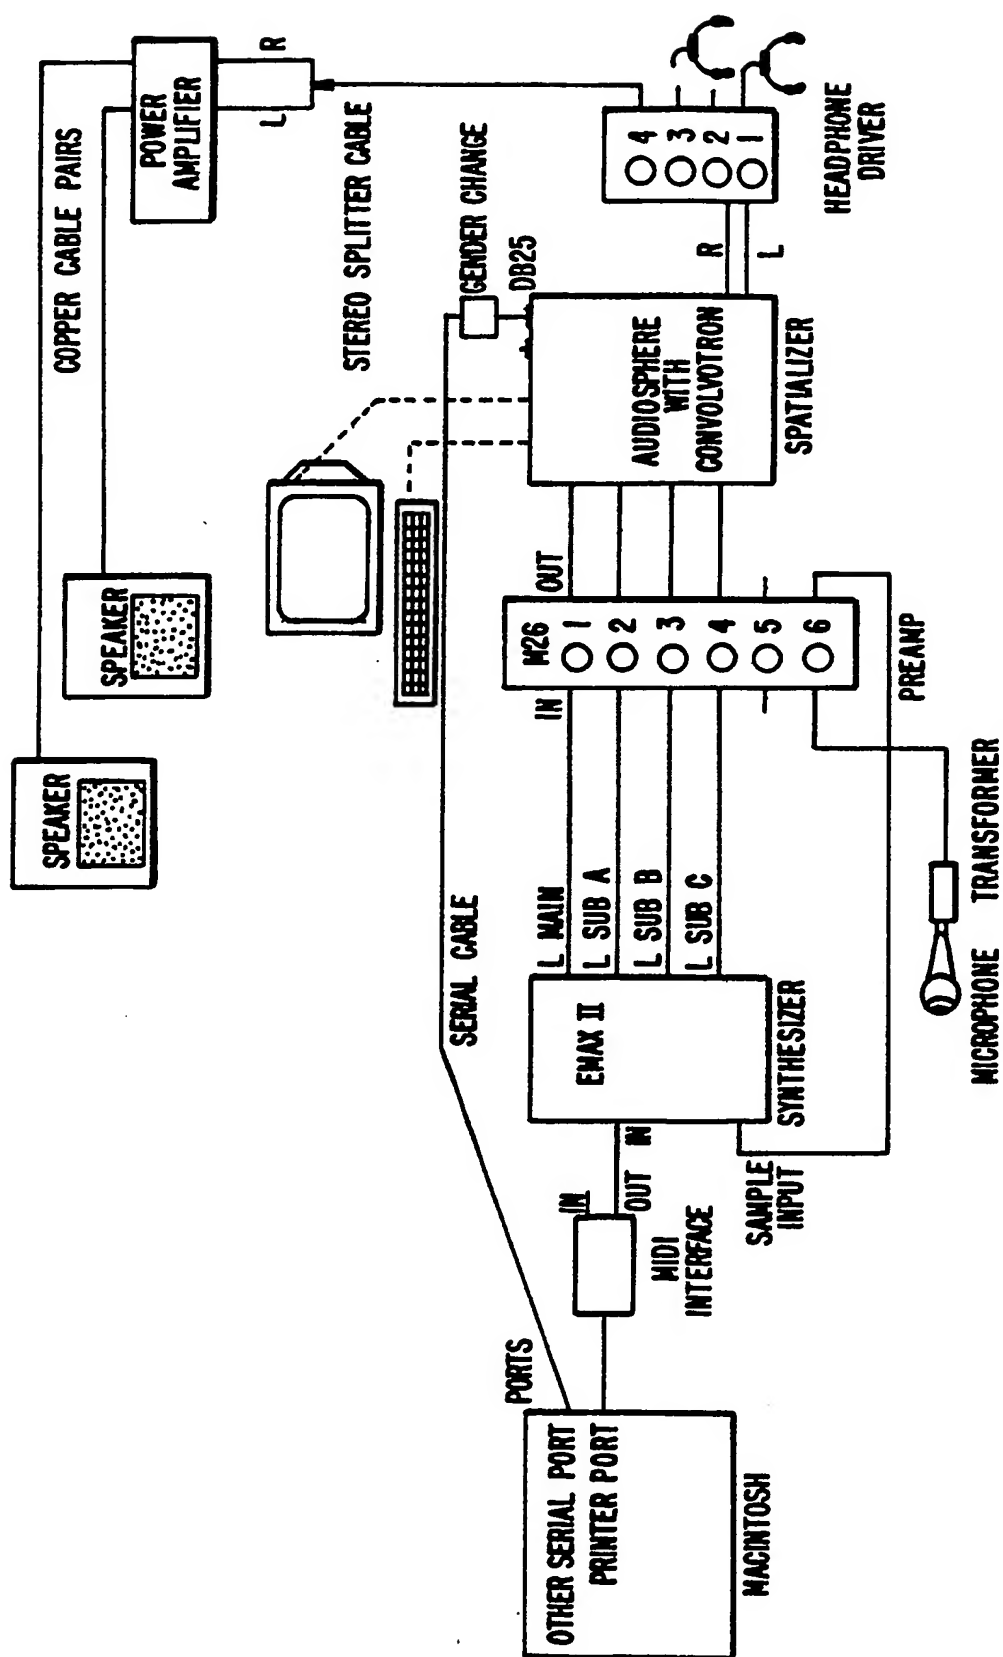 COPPER CABLE PAIRS
POWER
AMPLIFIER
L
R
SPEAKER
SPEAKER
STEREO SPLITTER CABLE
GENDER CHANGE
DB25
SERIAL CABLE
PORTS
OTHER SERIAL PORT
PRINTER PORT
MACINTOSH
IN
OUT
MIDI
INTERFACE
IN
EMAX II
SYNTHESIZER
SAMPLE
INPUT
L MAIN
L SUB A
L SUB B
L SUB C
IN
M26
OUT
1
2
3
4
5
6
PREAMP
MICROPHONE
TRANSFORMER
AUDIOSPHERE
WITH
CONVOLVOTRON
SPATIALIZER
R
L
4
3
2
1
HEADPHONE
DRIVER